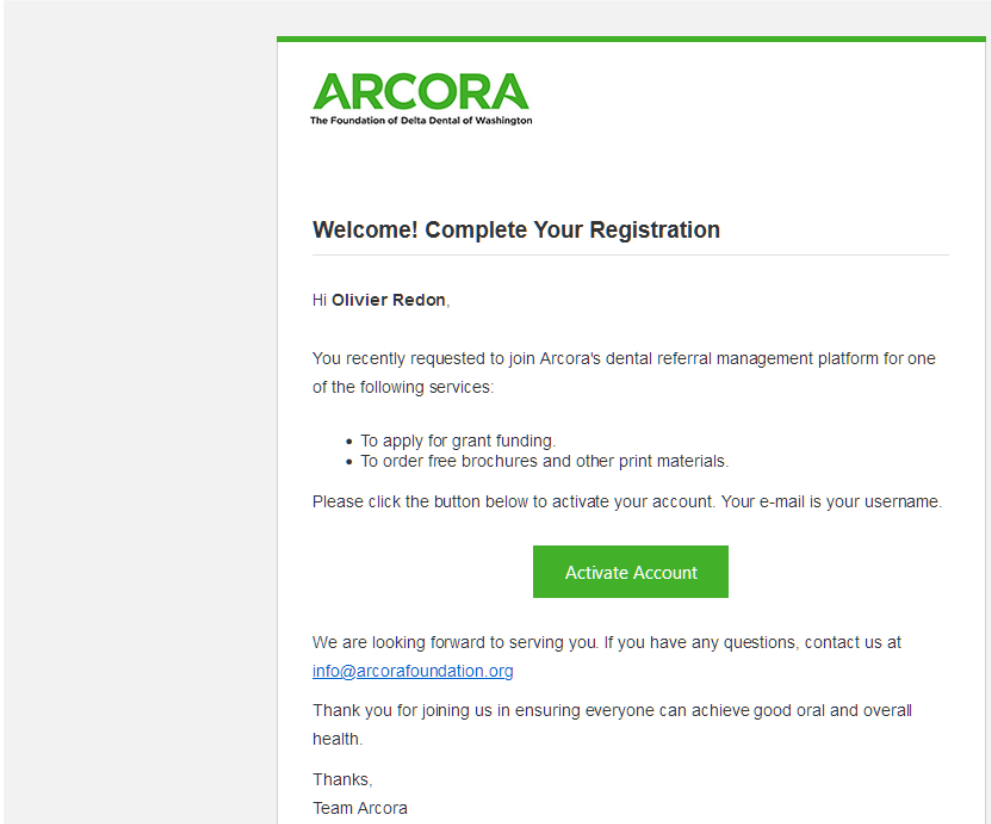 ARCORA
The Foundation of Delta Dental of Washington
Welcome! Complete Your Registration
Hi Olivier Redon,
You recently requested to join Arcora's dental referral management platform for one
of the following services:
• To apply for grant funding.
• To order free brochures and other print materials.
Please click the button below to activate your account. Your e-mail is your username.
Activate Account
We are looking forward to serving you. If you have any questions, contact us at
info@arcorafoundation.org
Thank you for joining us in ensuring everyone can achieve good oral and overall
health.
Thanks,
Team Arcora